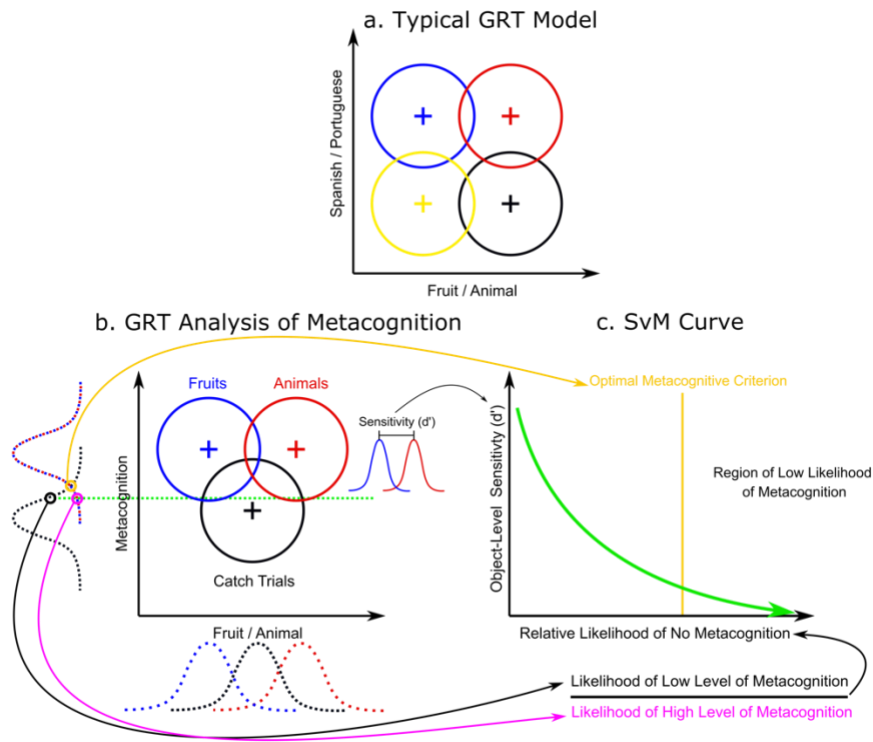 a. Typical GRT Model
Spanish / Portuguese
Fruit / Animal
b. GRT Analysis of Metacognition
Fruits
Animals
Sensitivity (d')
Metacognition
Catch Trials
Fruit / Animal
c. SvM Curve
Optimal Metacognitive Criterion
Object-Level Sensitivity (d')
Region of Low Likelihood
of Metacognition
Relative Likelihood of No Metacognition
Likelihood of Low Level of Metacognition
Likelihood of High Level of Metacognition